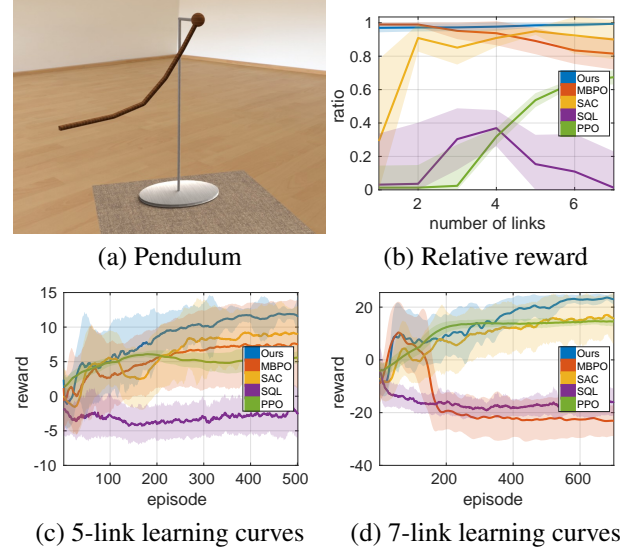 1
0.8
0.6
0.4
0.2
0
ratio
2 4 6
number of links
Ours
MBPO
SAC
SQL
PPO
(a) Pendulum
(b) Relative reward
15
10
5
0
-5
-10
reward
0 100 200 300 400 500
episode
Ours
MBPO
SAC
SQL
PPO
20
0
-20
-40
reward
200 400 600
episode
Ours
MBPO
SAC
SQL
PPO
(c) 5-link learning curves
(d) 7-link learning curves